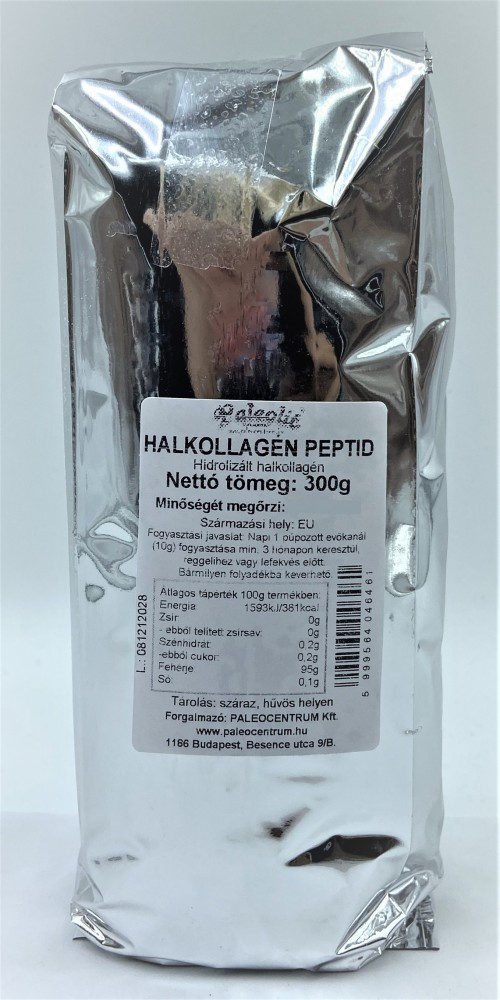 Paleolit
HALKOLLAGÉN PEPTID
Hidrolizált halkollagén
Nettó tömeg: 300g
Minőségét megőrzi:
Származási hely: EU
Fogyasztási javaslat: Napi 1 púpozott evőkanál
(10g) fogyasztása min. 3 hónapon keresztül,
reggelihez vagy lefekvés előtt.
Bármilyen folyadékba keverhető.
Átlagos tápérték 100g termékben:
Energia: 1593kJ/381kcal
Zsír: 0g
- ebből telített zsírsav: 0g
Szénhidrát: 0,2g
-ebből cukor: 0,2g
Fehérje 95g
Só: 0,1g
Tárolás: száraz, hűvös helyen
Forgalmazó: PALEOCENTRUM Kft.
www.paleocentrum.hu
1186 Budapest, Besence utca 9/B.
L.: 081212028
5 999564 046461